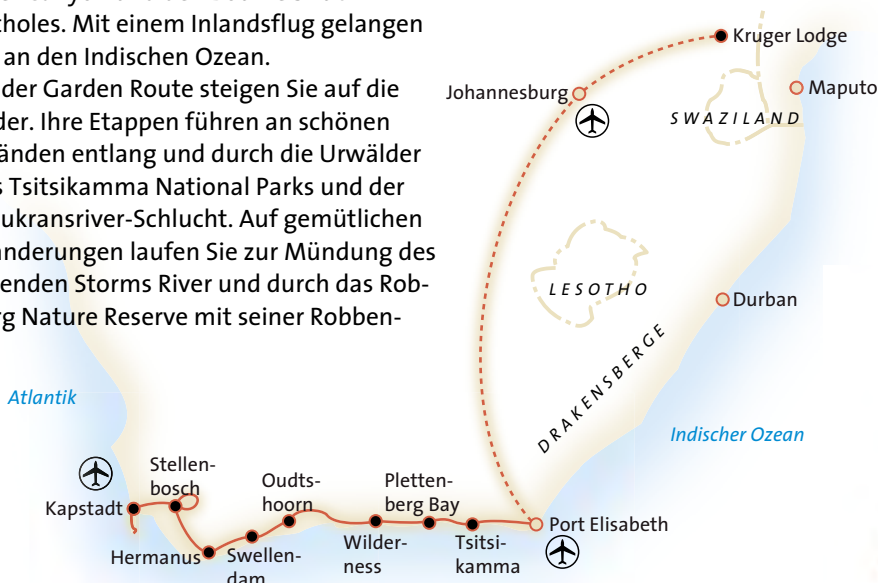 tholes. Mit einem Inlandsflug gelangen
an den Indischen Ozean.
der Garden Route steigen Sie auf die
der. Ihre Etappen führen an schönen
änden entlang und durch die Urwälder
s Tsitsikamma National Parks und der
ukransriver-Schlucht. Auf gemütlichen
nderungen laufen Sie zur Mündung des
enden Storms River und durch das Rob-
rg Nature Reserve mit seiner Robben-
Kruger Lodge
Johannesburg
Maputo
SWAZILAND
LESOTHO
Durban
DRAKENSBERGE
Atlantik
Indischer Ozean
Stellen-
bosch
Kapstadt
Hermanus
Swellen-
dam
Oudts-
hoorn
Wilder-
ness
Pletten-
berg Bay
Tsitsi-
kamma
Port Elisabeth